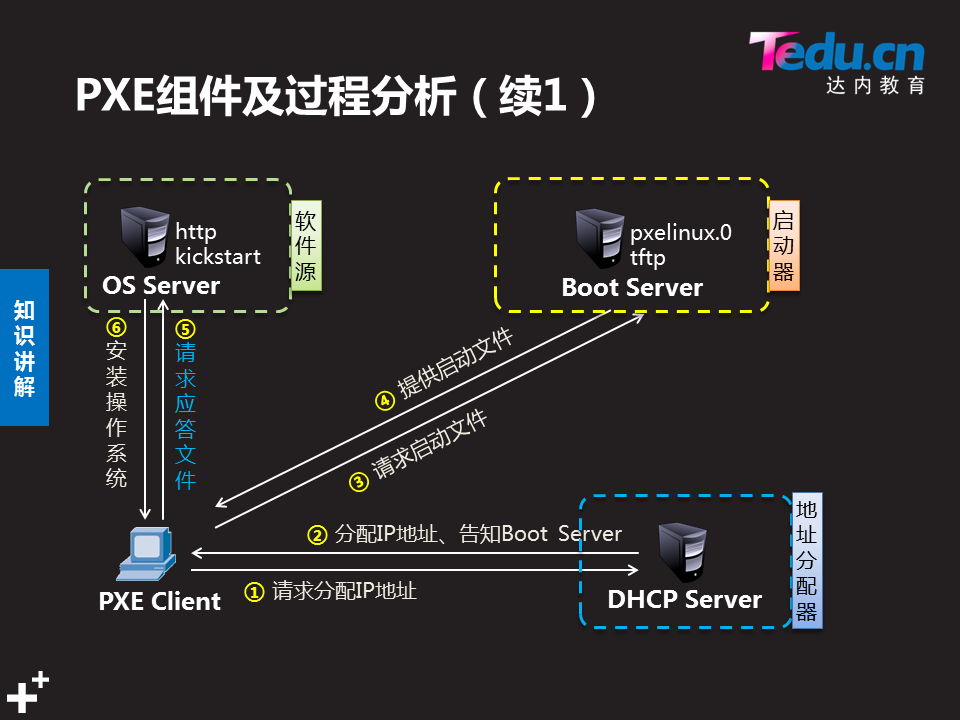 Tedu.cn
达内教育
PXE组件及过程分析（续1）
知识讲解
http
kickstart
OS Server
软件源
pxelinux.0
tftp
Boot Server
启动器
⑥安装操作系统
⑤请求应答文件
④ 提供启动文件
③ 请求启动文件
② 分配IP地址、告知Boot Server
① 请求分配IP地址
PXE Client
DHCP Server
地址分配器